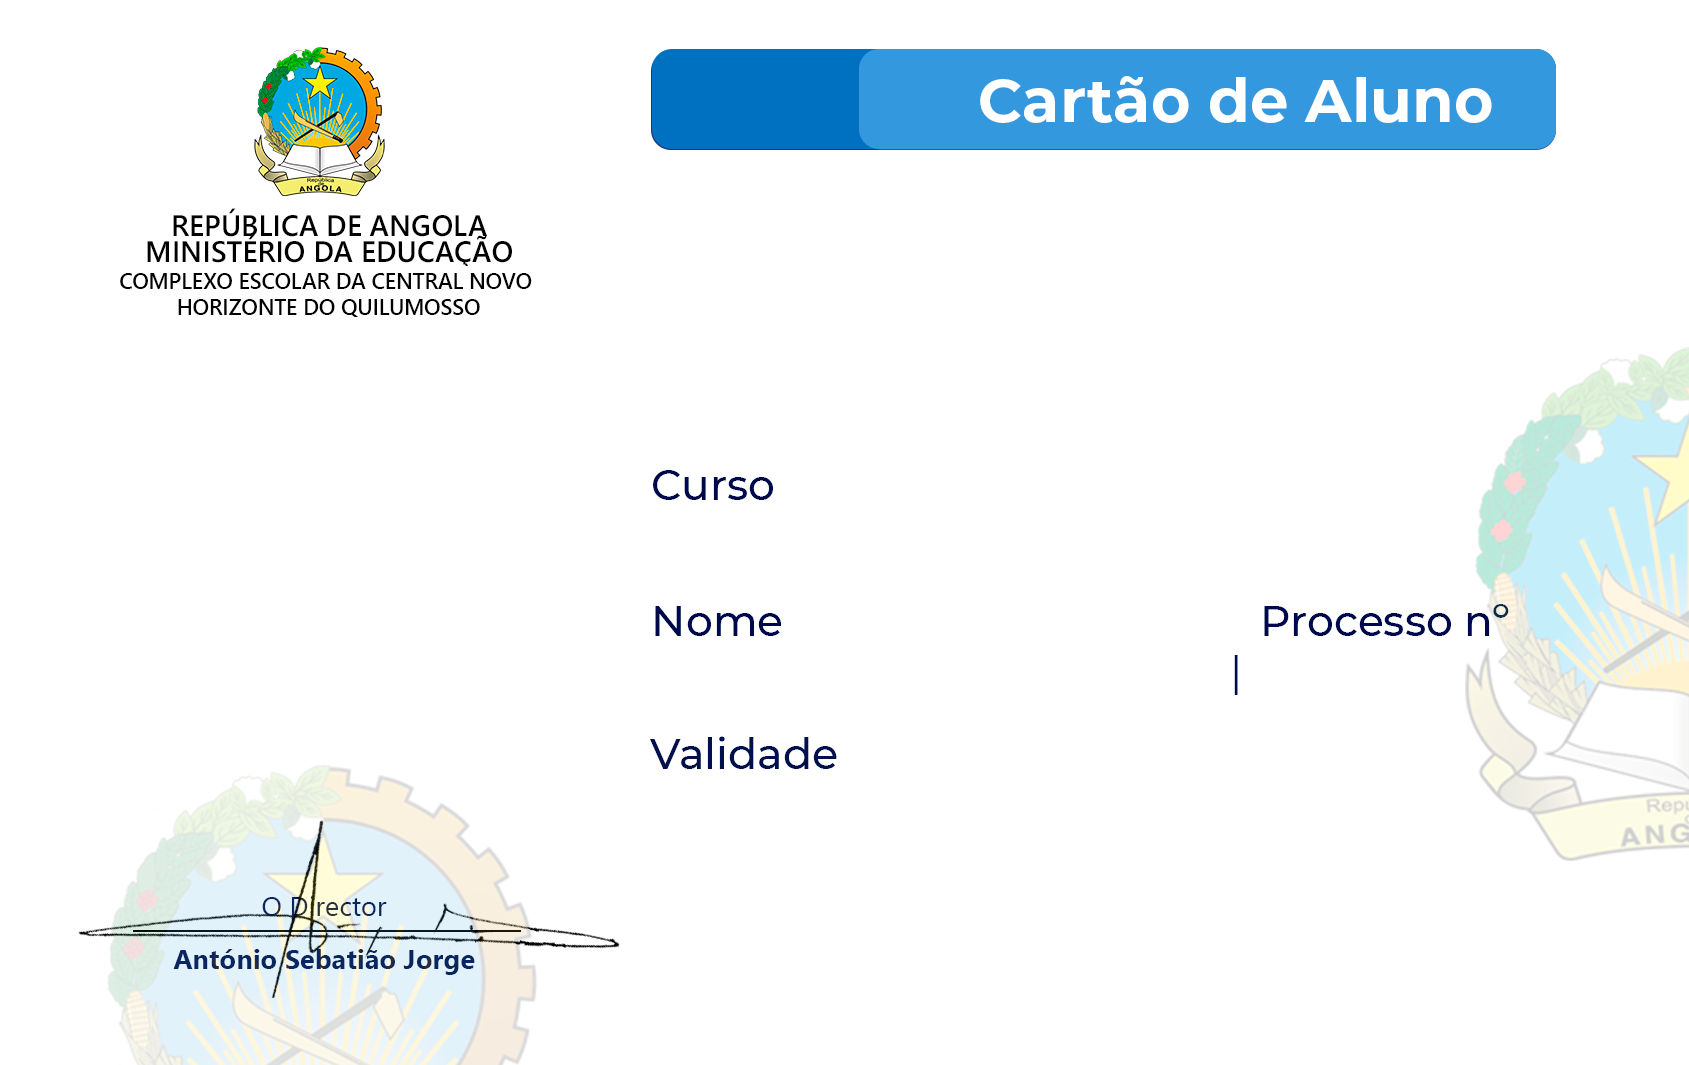 República
de
ANGOLA
REPÚBLICA DE ANGOLA
MINISTÉRIO DA EDUCAÇÃO
COMPLEXO ESCOLAR DA CENTRAL NOVO
HORIZONTE DO QUILUMOSSO
Cartão de Aluno
Curso
Nome
Processo nº
|
Validade
Repú
ANG
O Director
António Sebatião Jorge